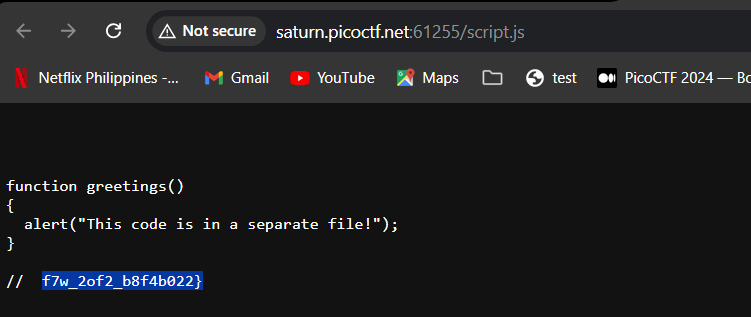 Not secure saturn.picoctf.net:61255/script.js
Netflix Philippines -... Gmail YouTube Maps test PicoCTF 2024 — Bo
function greetings()
{
alert("This code is in a separate file!");
}
// f7w_2of2_b8f4b022}